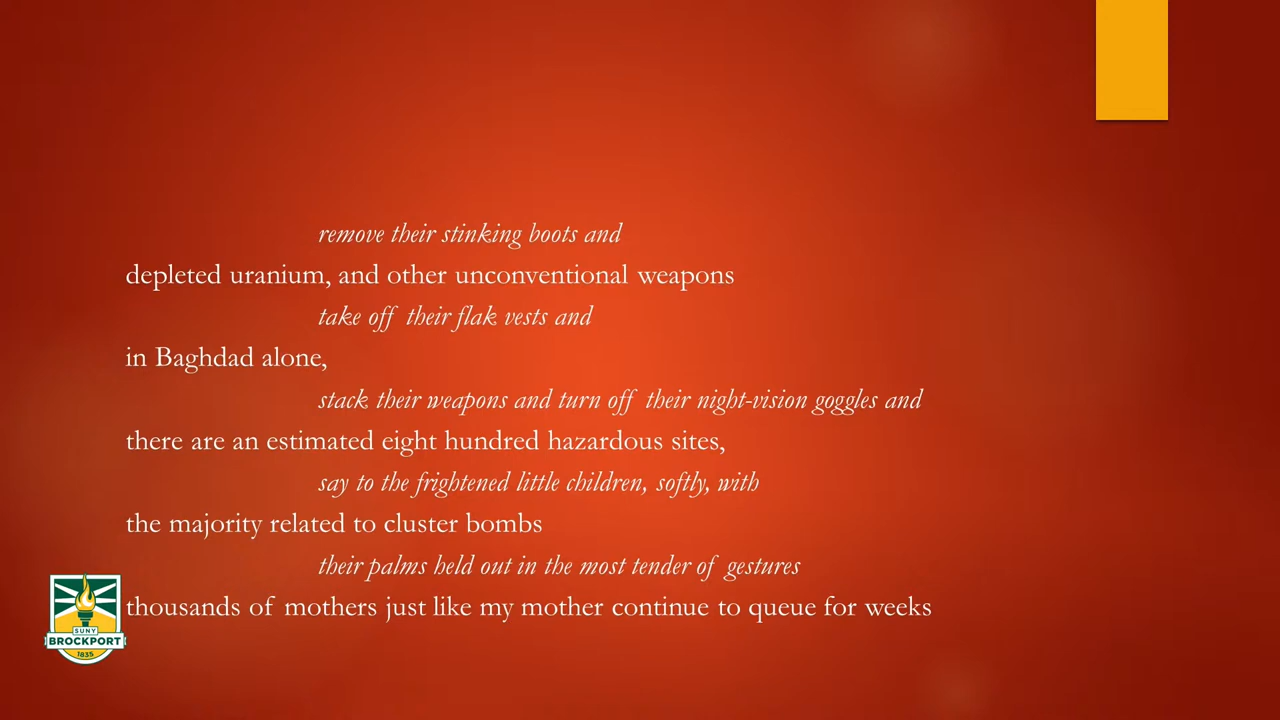 remove their stinking boots and
depleted uranium, and other unconventional weapons
take off their flak vests and
in Baghdad alone,
stack their weapons and turn off their night-vision goggles and
there are an estimated eight hundred hazardous sites,
say to the frightened little children, softly, with
the majority related to cluster bombs
their palms held out in the most tender of gestures
thousands of mothers just like my mother continue to queue for weeks
SUNY
BROCKPORT
1835